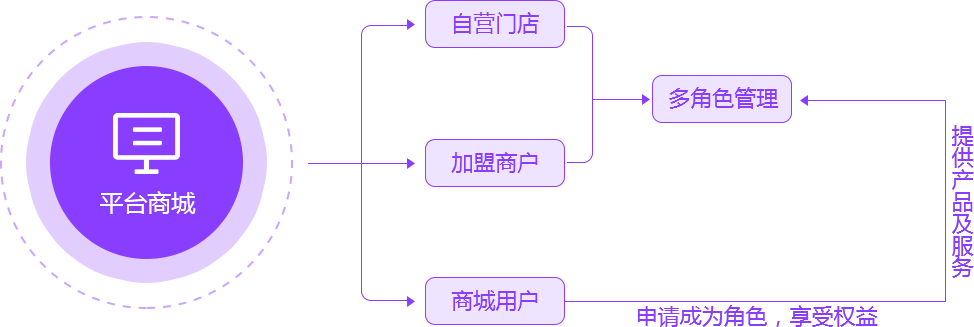 自营门店
多角色管理
平台商城
加盟商户
提供产品及服务
商城用户
申请成为角色，享受权益